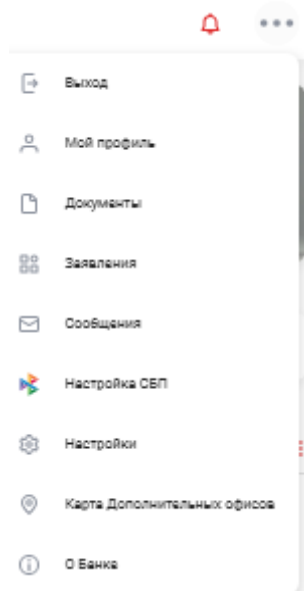 Выход
Мой профиль
Документы
Заявления
Сообщения
Настройка СБП
Настройки
Карта Дополнительных офисов
О Банке